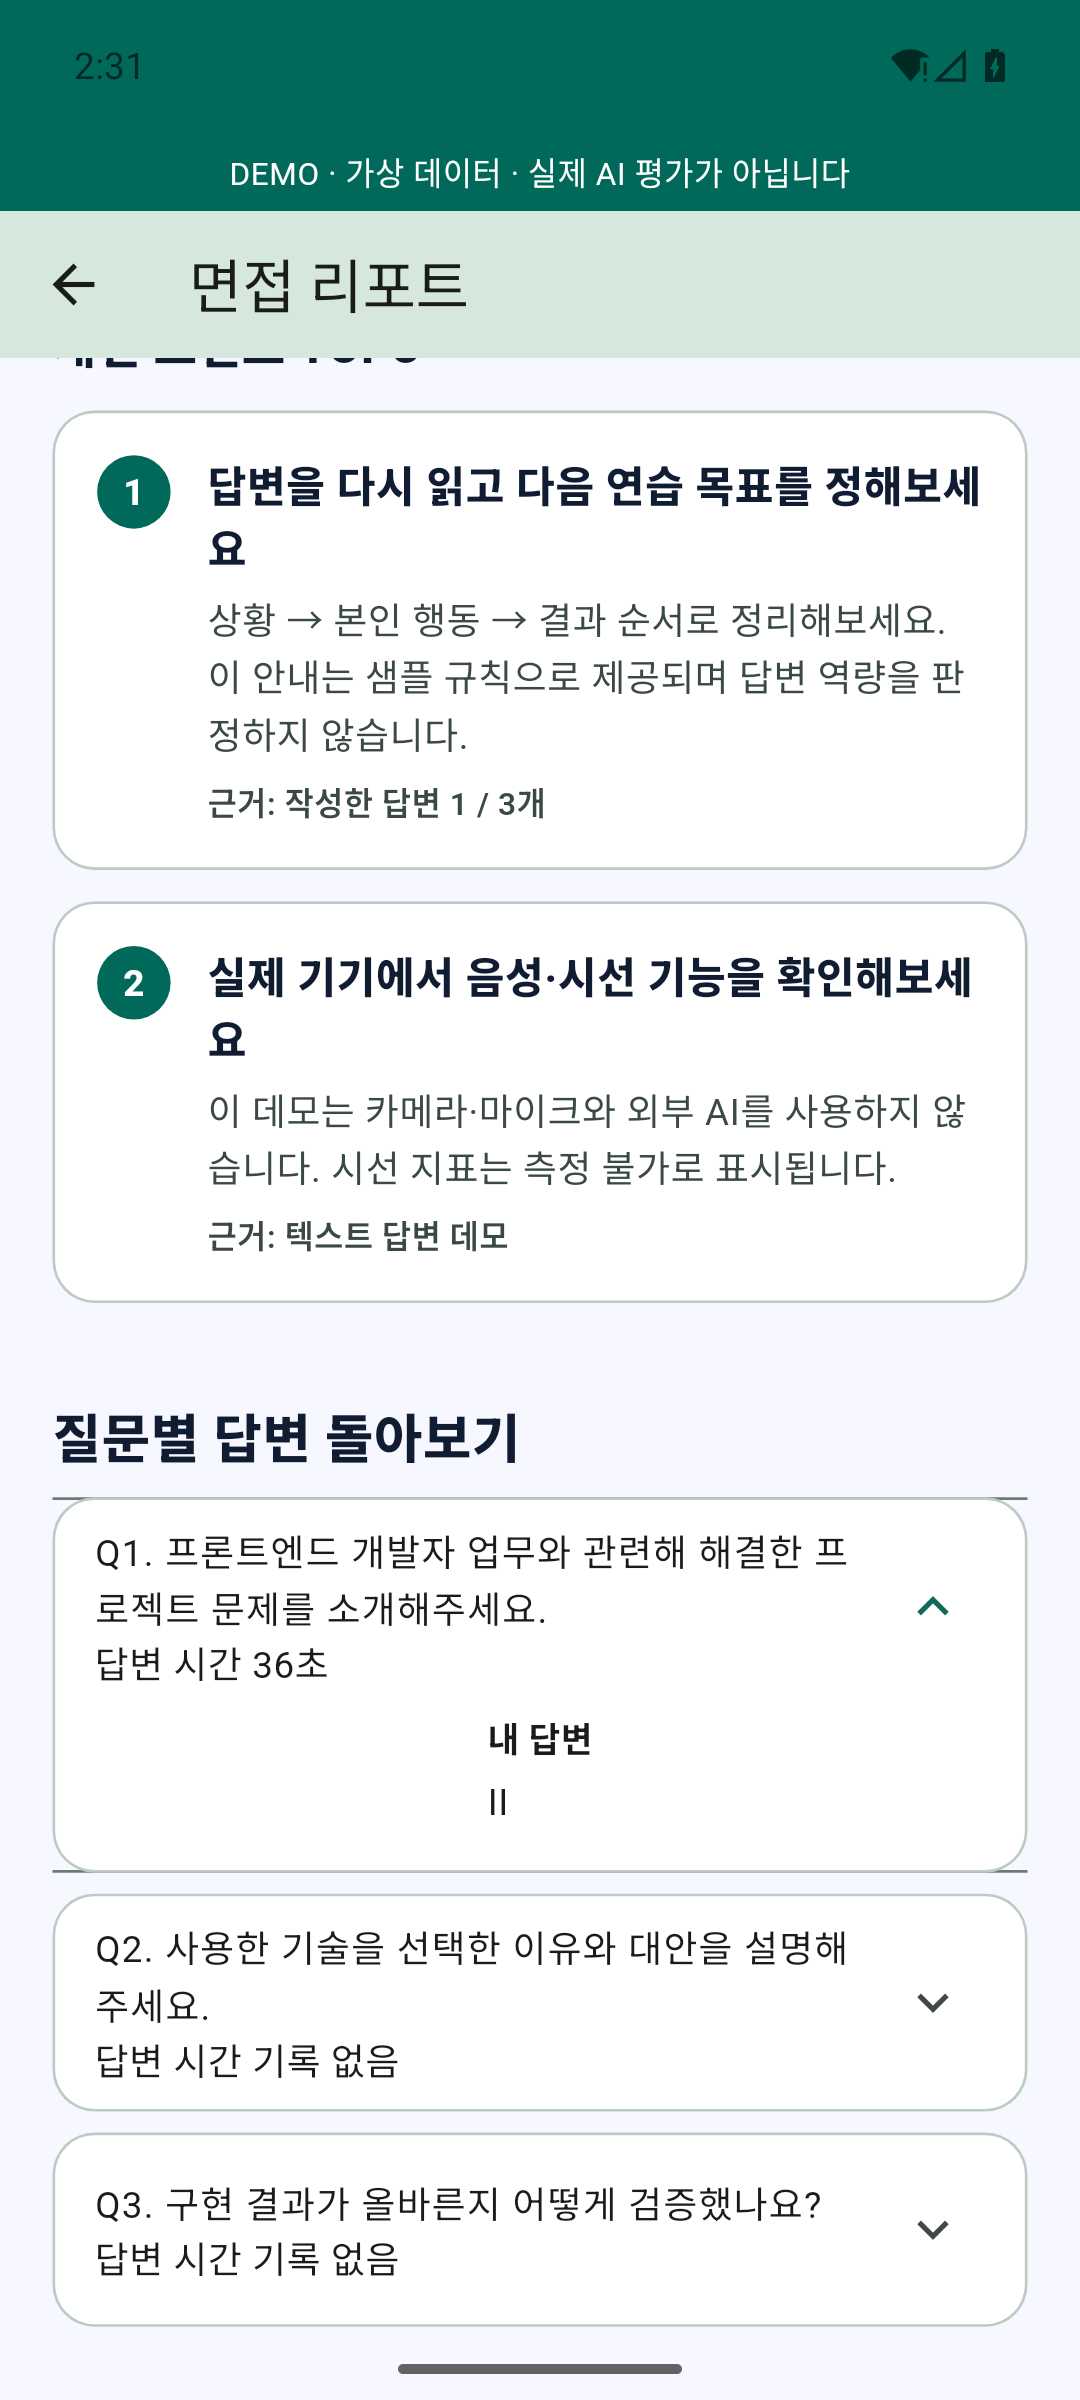 2:31
DEMO · 가상 데이터 · 실제 AI 평가가 아닙니다
면접 리포트
1
답변을 다시 읽고 다음 연습 목표를 정해보세
요
상황 → 본인 행동 → 결과 순서로 정리해보세요.
이 안내는 샘플 규칙으로 제공되며 답변 역량을 판
정하지 않습니다.
근거: 작성한 답변 1 / 3개
2
실제 기기에서 음성·시선 기능을 확인해보세
요
이 데모는 카메라·마이크와 외부 AI를 사용하지 않
습니다. 시선 지표는 측정 불가로 표시됩니다.
근거: 텍스트 답변 데모
질문별 답변 돌아보기
Q1. 프론트엔드 개발자 업무와 관련해 해결한 프
로젝트 문제를 소개해주세요.
답변 시간 36초
내 답변
ll
Q2. 사용한 기술을 선택한 이유와 대안을 설명해
주세요.
답변 시간 기록 없음
Q3. 구현 결과가 올바른지 어떻게 검증했나요?
답변 시간 기록 없음